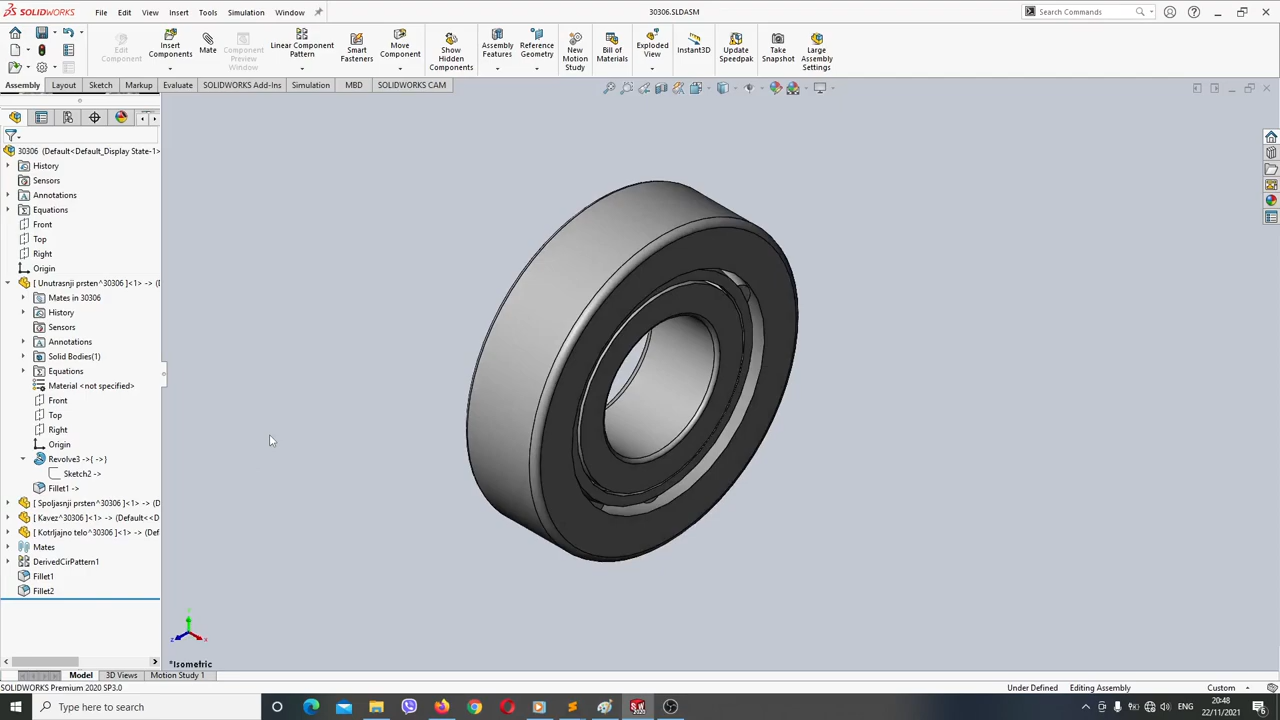 SOLIDWORKS File Edit View Insert Tools Simulation Window
30306.SLDASM
Search Commands
Edit Component
Insert Components
Mate
Component Preview Window
Linear Component Pattern
Smart Fasteners
Move Component
Show Hidden Components
Assembly Features
Reference Geometry
New Motion Study
Bill of Materials
Exploded View
Instant3D
Update Speedpak
Take Snapshot
Large Assembly Settings
Assembly Layout Sketch Markup Evaluate SOLIDWORKS Add-Ins Simulation MBD SOLIDWORKS CAM
30306 (Default<Default_Display State-1>
History
Sensors
Annotations
Equations
Front
Top
Right
Origin
[ Unutrasnji prsten^30306 ]<1> -> (D
Mates in 30306
History
Sensors
Annotations
Solid Bodies(1)
Equations
Material <not specified>
Front
Top
Right
Origin
Revolve3 ->{ ->}
Sketch2 ->
Fillet1 ->
[ Spoljasnji prsten^30306 ]<1> -> (D
[ Kavez^30306 ]<1> -> (Default<<D
[ Kotrljajno telo^30306 ]<1> -> (Def
Mates
DerivedCirPattern1
Fillet1
Fillet2
*Isometric
Model 3D Views Motion Study 1
SOLIDWORKS Premium 2020 SP3.0
Under Defined Editing Assembly Custom
Type here to search
ENG
20:48
22/11/2021